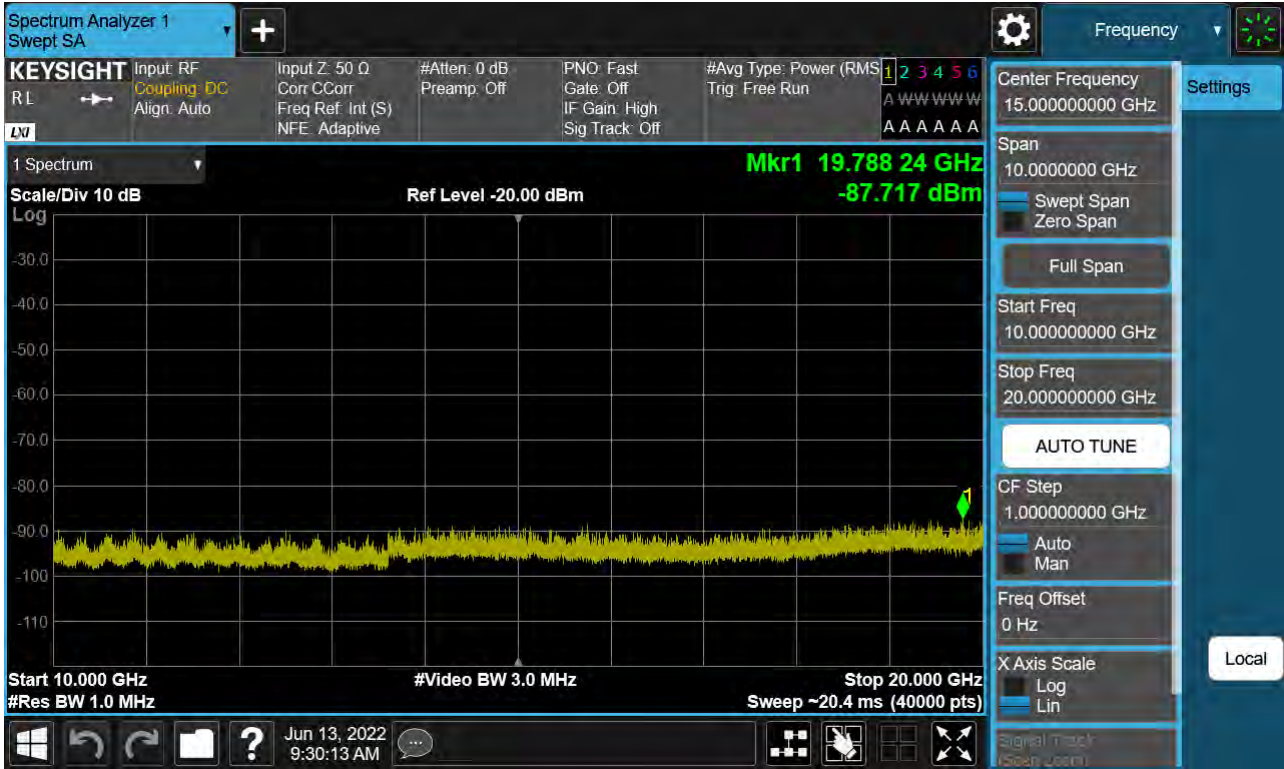 Spectrum Analyzer 1
Swept SA
+
Frequency
KEYSIGHT
R L
LXI
Input: RF
Coupling: DC
Align: Auto
Input Z: 50 Ω
Corr CCorr
Freq Ref: Int (S)
NFE: Adaptive
#Atten: 0 dB
Preamp: Off
PNO: Fast
Gate: Off
IF Gain: High
Sig Track: Off
#Avg Type: Power (RMS
Trig: Free Run
1 2 3 4 5 6
A W W W W W
A A A A A A
1 Spectrum
Scale/Div 10 dB
Log
Ref Level -20.00 dBm
Mkr1 19.788 24 GHz
-87.717 dBm
-30.0
-40.0
-50.0
-60.0
-70.0
-80.0
1
-90.0
-100
-110
Start 10.000 GHz
#Res BW 1.0 MHz
#Video BW 3.0 MHz
Stop 20.000 GHz
Sweep ~20.4 ms (40000 pts)
Center Frequency
15.000000000 GHz
Span
10.0000000 GHz
Swept Span
Zero Span
Full Span
Start Freq
10.000000000 GHz
Stop Freq
20.000000000 GHz
AUTO TUNE
CF Step
1.000000000 GHz
Auto
Man
Freq Offset
0 Hz
X Axis Scale
Log
Lin
Signal Track
(Span Zoom)
Settings
Local
?
Jun 13, 2022
9:30:13 AM